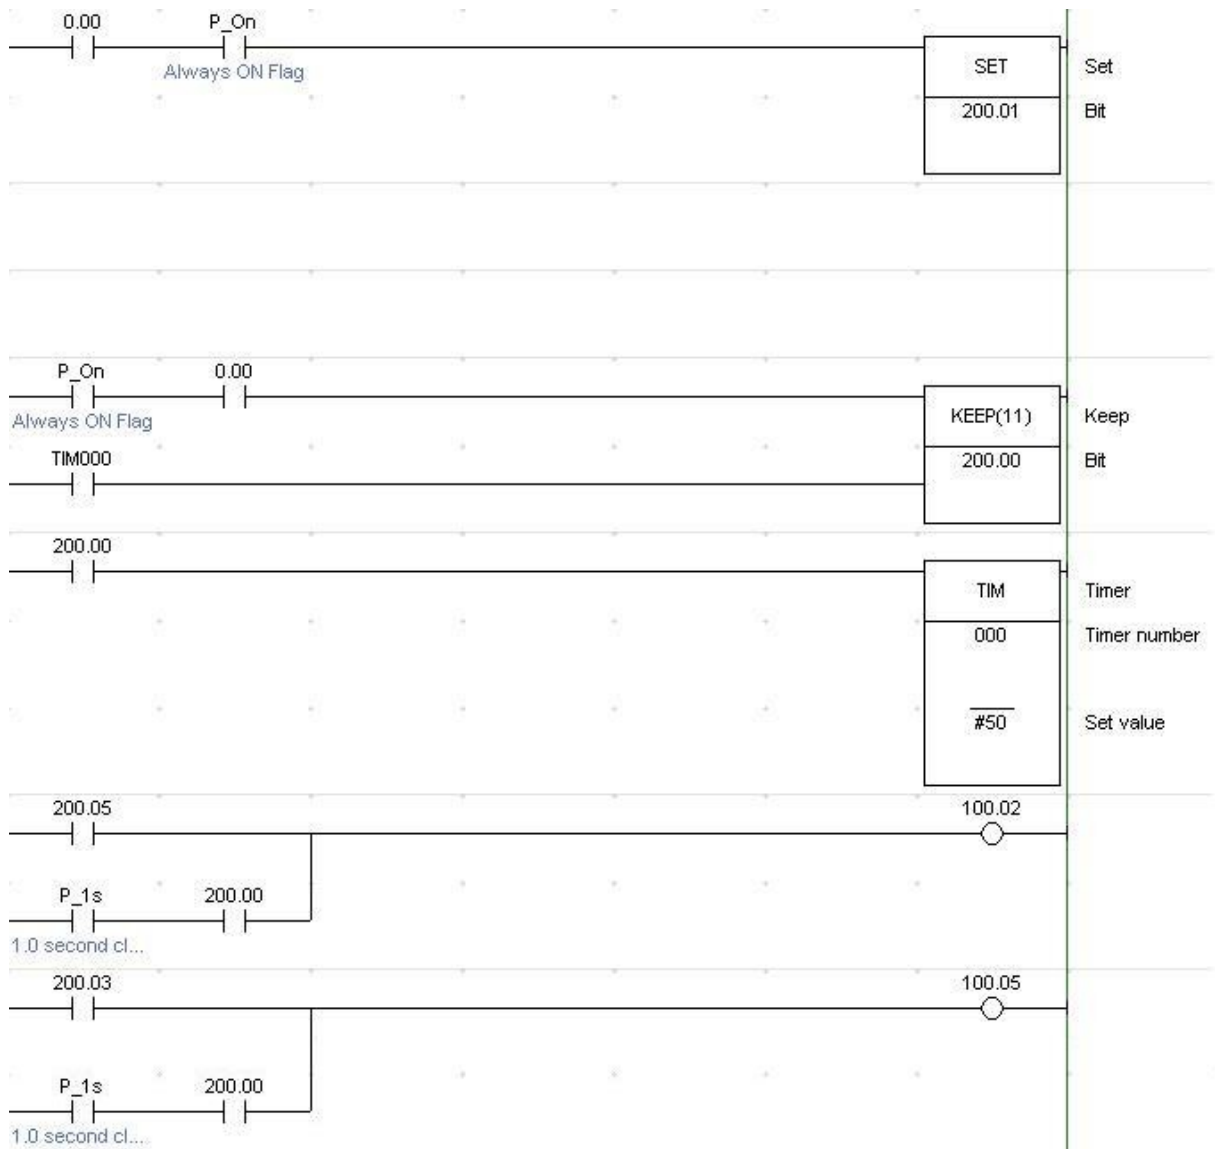 0.00 P_On
Always ON Flag
SET Set
200.01 Bit
P_On 0.00
Always ON Flag
KEEP(11) Keep
TIM000
200.00 Bit
200.00
TIM Timer
000 Timer number
#50 Set value
200.05 100.02
P_1s 200.00
1.0 second cl...
200.03 100.05
P_1s 200.00
1.0 second cl...